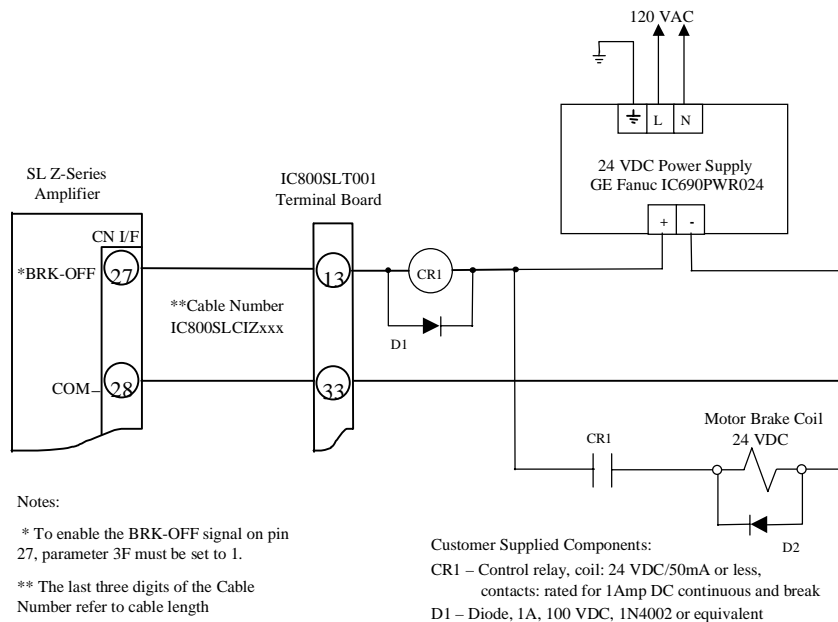 120 VAC
L N
24 VDC Power Supply
GE Fanuc IC690PWR024
+ -
SL Z-Series
Amplifier
IC800SLT001
Terminal Board
CN I/F
*BRK-OFF
27
13
CR1
**Cable Number
IC800SLCIZxxx
D1
COM–
28
33
Motor Brake Coil
24 VDC
CR1
D2
Notes:
* To enable the BRK-OFF signal on pin
27, parameter 3F must be set to 1.
** The last three digits of the Cable
Number refer to cable length
Customer Supplied Components:
CR1 – Control relay, coil: 24 VDC/50mA or less,
contacts: rated for 1Amp DC continuous and break
D1 – Diode, 1A, 100 VDC, 1N4002 or equivalent